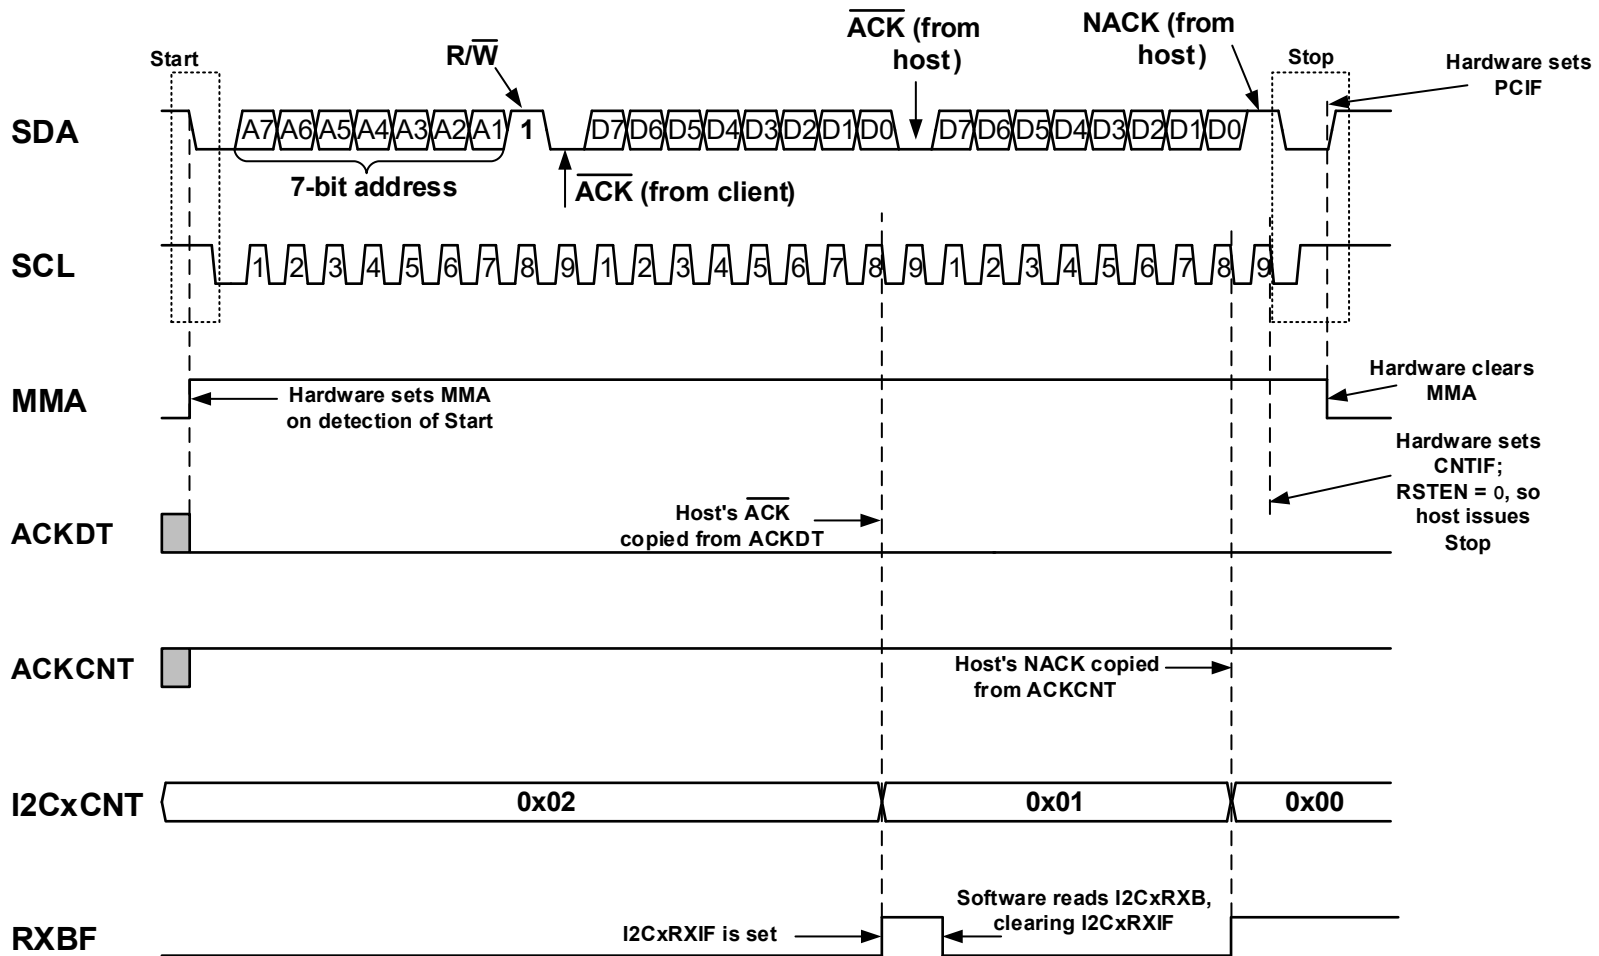 Start
R/W
ACK (from
host)
NACK (from
host)
Stop
Hardware sets
PCIF
SDA
A7 A6 A5 A4 A3 A2 A1 1 D7 D6 D5 D4 D3 D2 D1 D0 D7 D6 D5 D4 D3 D2 D1 D0
7-bit address
ACK (from client)
SCL
1 2 3 4 5 6 7 8 9 1 2 3 4 5 6 7 8 9 1 2 3 4 5 6 7 8 9
MMA
Hardware sets MMA
on detection of Start
Hardware clears
MMA
Hardware sets
CNTIF;
RSTEN = 0, so
host issues
Stop
ACKDT
Host's ACK
copied from ACKDT
ACKCNT
Host's NACK copied
from ACKCNT
I2CxCNT
0x02
0x01
0x00
RXBF
I2CxRXIF is set
Software reads I2CxRXB,
clearing I2CxRXIF